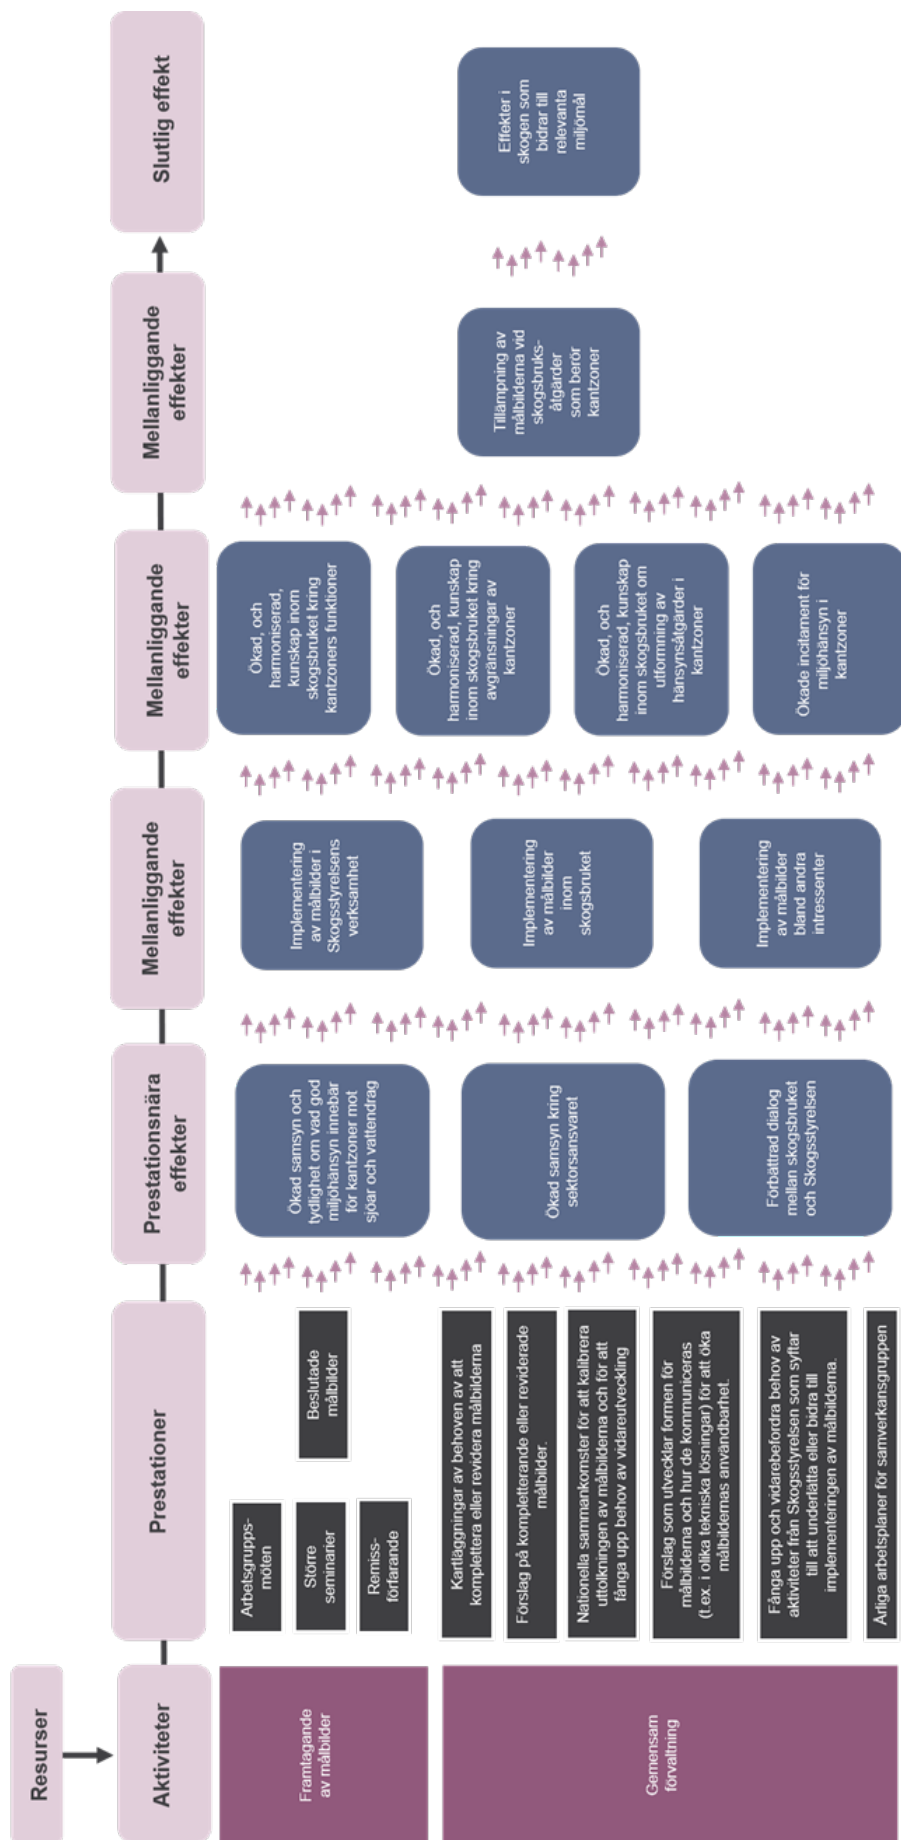 Resurser
Aktiviteter
Prestationer
Prestationsnära
effekter
Mellanliggande
effekter
Mellanliggande
effekter
Mellanliggande
effekter
Slutlig effekt
Framtagande
av målbilder
Gemensam
förvaltning
Arbetsgrupps-
möten
Större
seminarier
Remiss-
förfarande
Beslutade
målbilder
Kartläggningar av behoven av att
komplettera eller revidera målbilderna
Förslag på kompletterande eller reviderade
målbilder.
Nationella sammankomster för att kalibrera
uttolkningen av målbilderna och för att
fånga upp behov av vidareutveckling
Förslag som utvecklar formen för
målbilderna och hur de kommuniceras
(t.ex. i olika tekniska lösningar) för att öka
målbildernas användbarhet.
Fånga upp och vidarebefordra behov av
aktiviteter från Skogsstyrelsen som syftar
till att underlätta eller bidra till
implementeringen av målbilderna.
Årliga arbetsplaner för samverkansgruppen
Ökad samsyn och
tydlighet om vad god
miljöhänsyn innebär
för kantzoner mot
sjöar och vattendrag
Ökad samsyn kring
sektorsansvaret
Förbättrad dialog
mellan skogsbruket
och Skogsstyrelsen
Implementering
av målbilder i
Skogsstyrelsens
verksamhet
Implementering
av målbilder
inom
skogsbruket
Implementering
av målbilder
bland andra
intressenter
Ökad, och
harmoniserad,
kunskap inom
skogsbruket kring
kantzoners funktioner
Ökad, och
harmoniserad, kunskap
inom skogsbruket kring
avgränsningar av
kantzoner
Ökad, och
harmoniserad, kunskap
inom skogsbruket om
utformning av
hänsynsåtgärder i
kantzoner
Ökade incitament för
miljöhänsyn i
kantzoner
Tillämpning av
målbilderna vid
skogsbruks-
åtgärder
som berör
kantzoner
Effekter i
skogen som
bidrar till
relevanta
miljömål